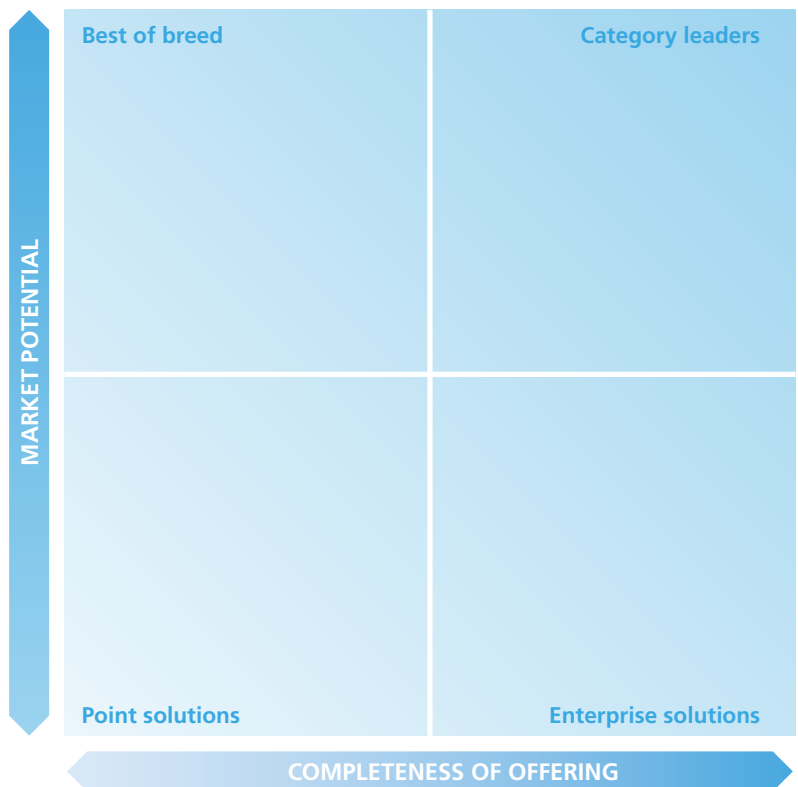 Best of breed
Category leaders
MARKET POTENTIAL
Point solutions
Enterprise solutions
COMPLETENESS OF OFFERING